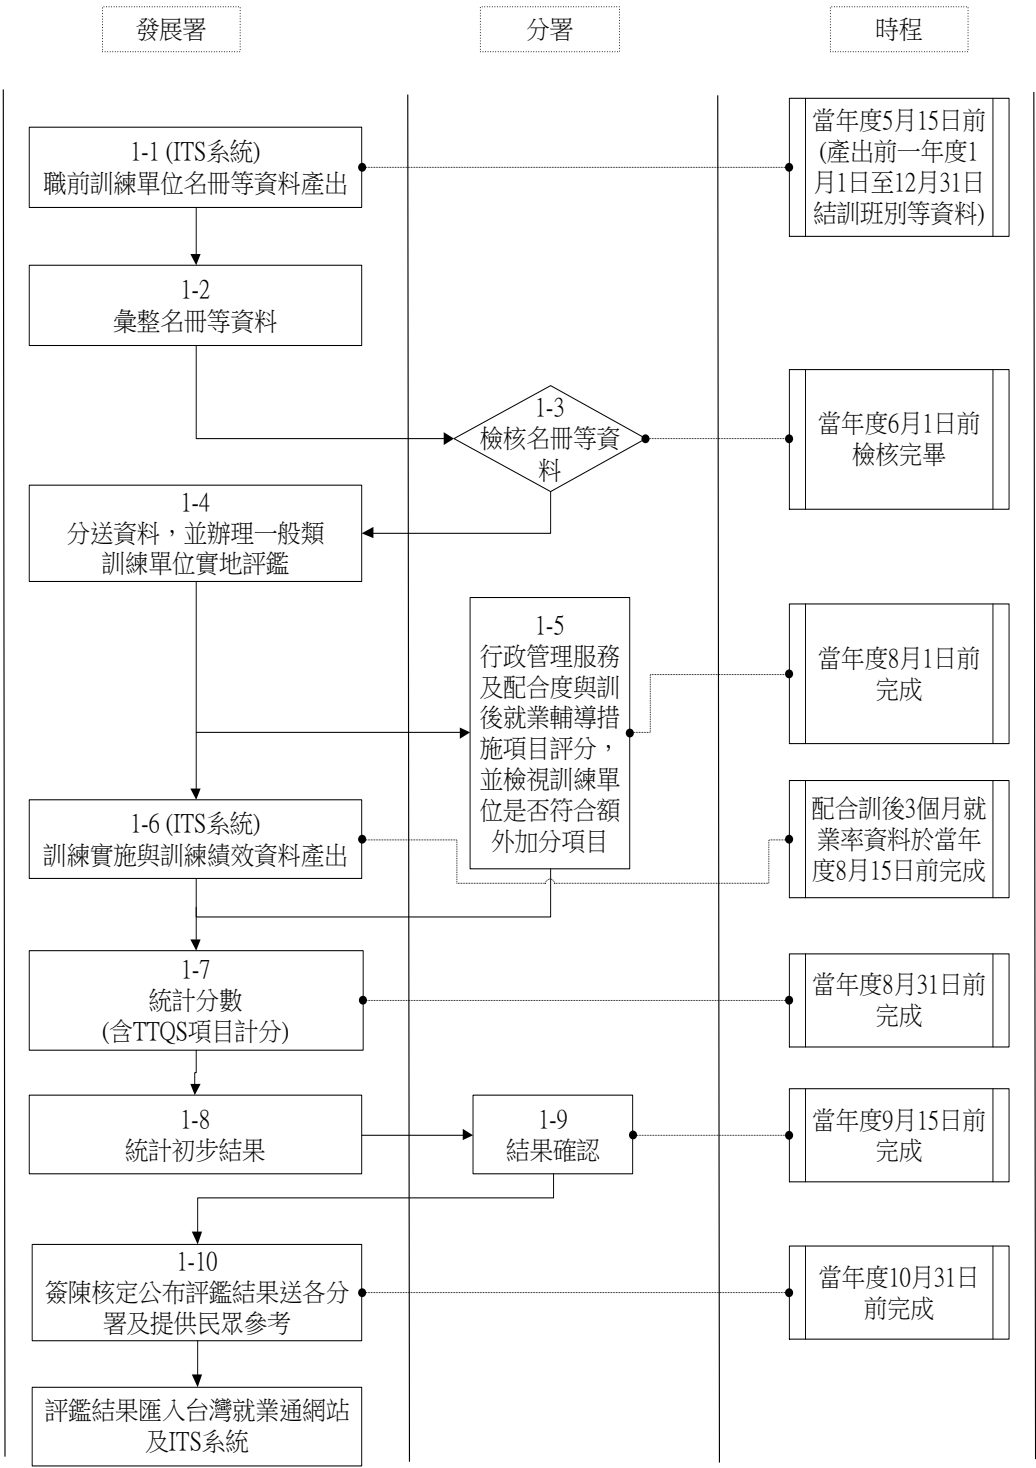 發展署
分署
時程
1-1 (ITS系統)
職前訓練單位名冊等資料產出
當年度5月15日前
(產出前一年度1
月1日至12月31日
結訓班別等資料)
1-2
彙整名冊等資料
1-3
檢核名冊等資
料
當年度6月1日前
檢核完畢
1-4
分送資料，並辦理一般類
訓練單位實地評鑑
1-5
行政管理服務
及配合度與訓
後就業輔導措
施項目評分，
並檢視訓練單
位是否符合額
外加分項目
當年度8月1日前
完成
1-6 (ITS系統)
訓練實施與訓練績效資料產出
配合訓後3個月就
業率資料於當年
度8月15日前完成
1-7
統計分數
(含TTQS項目計分)
當年度8月31日前
完成
1-8
統計初步結果
1-9
結果確認
當年度9月15日前
完成
1-10
簽陳核定公布評鑑結果送各分
署及提供民眾參考
當年度10月31日
前完成
評鑑結果匯入台灣就業通網站
及ITS系統